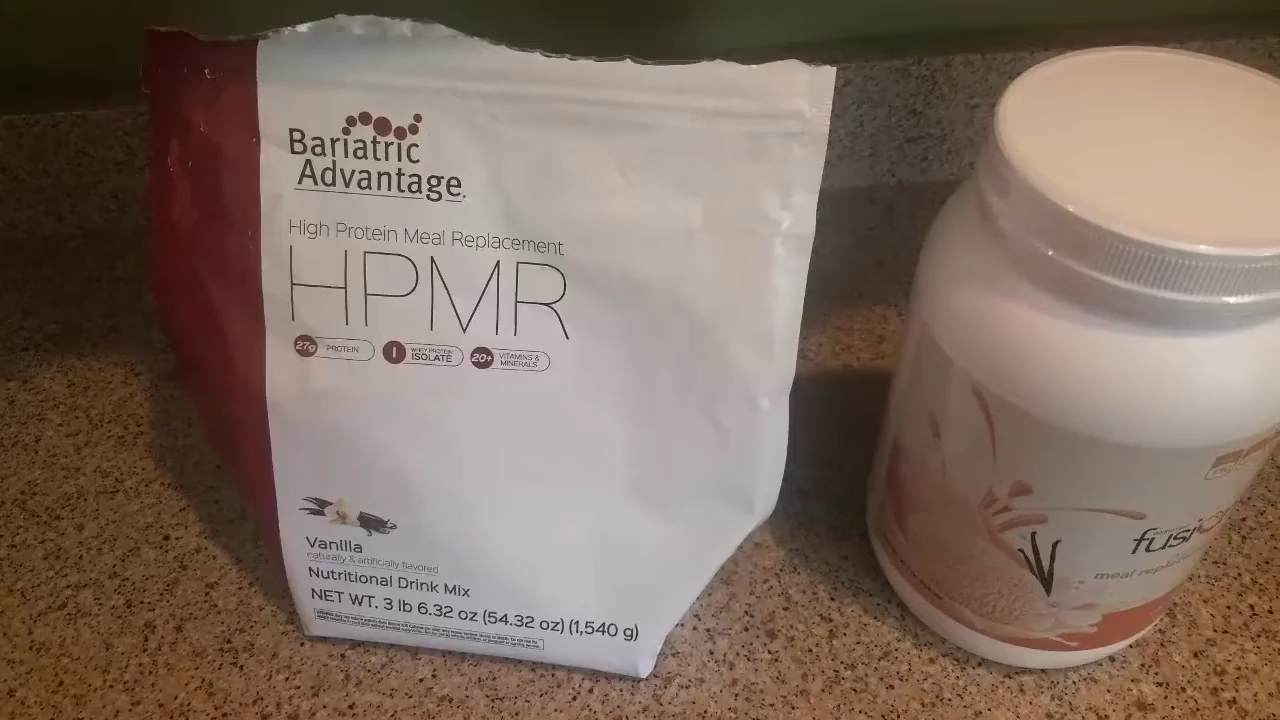 Bariatric
Advantage
High Protein Meal Replacement
HPMR
27g PROTEIN
I WHEY PROTEIN ISOLATE
20+ VITAMINS & MINERALS
Vanilla
naturally & artificially flavored
Nutritional Drink Mix
NET WT. 3 lb 6.32 oz (54.32 oz) (1,540 g)
fusion
meal